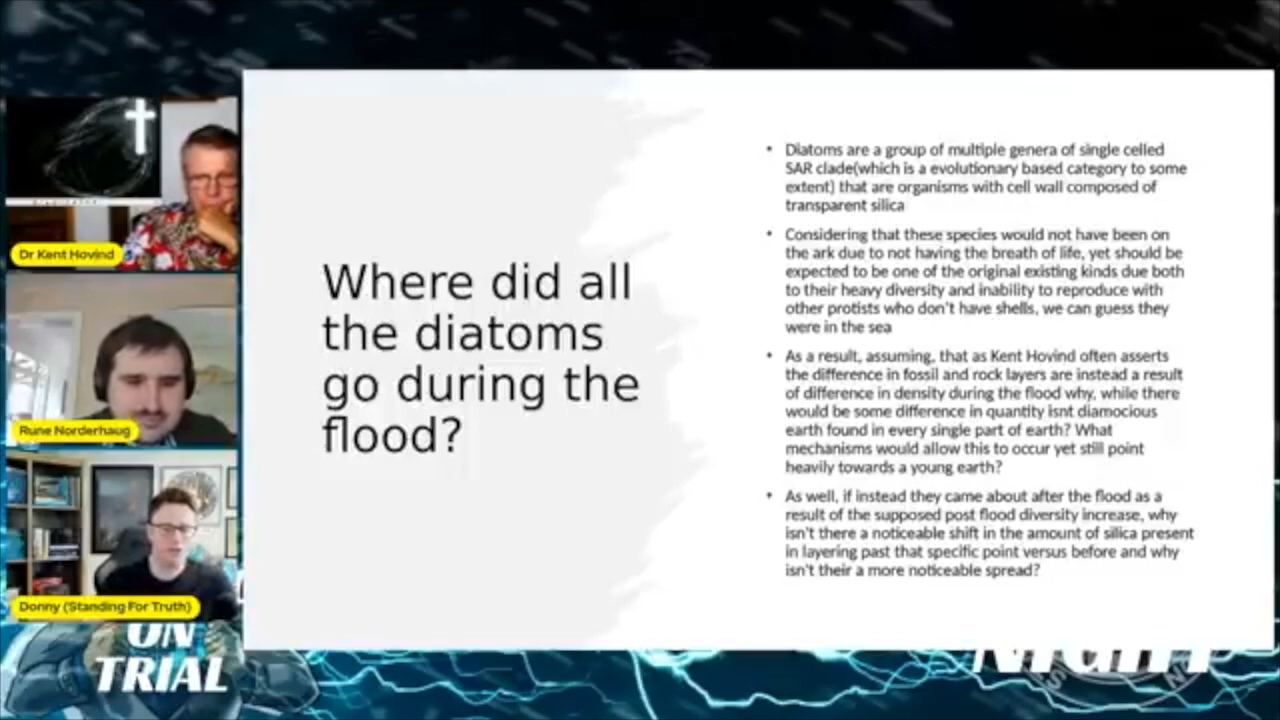 Dr Kent Hovind
Rune Norderhaug
Donny (Standing For Truth)
ON
TRIAL
Where did all
the diatoms
go during the
flood?
• Diatoms are a group of multiple genera of single celled
SAR clade(which is a evolutionary based category to some
extent) that are organisms with cell wall composed of
transparent silica
• Considering that these species would not have been on
the ark due to not having the breath of life, yet should be
expected to be one of the original existing kinds due both
to their heavy diversity and inability to reproduce with
other protists who don't have shells, we can guess they
were in the sea
• As a result, assuming, that as Kent Hovind often asserts
the difference in fossil and rock layers are instead a result
of difference in density during the flood why, while there
would be some difference in quantity isnt diamocious
earth found in every single part of earth? What
mechanisms would allow this to occur yet still point
heavily towards a young earth?
• As well, if instead they came about after the flood as a
result of the supposed post flood diversity increase, why
isn't there a noticeable shift in the amount of silica present
in layering past that specific point versus before and why
isn't their a more noticeable spread?